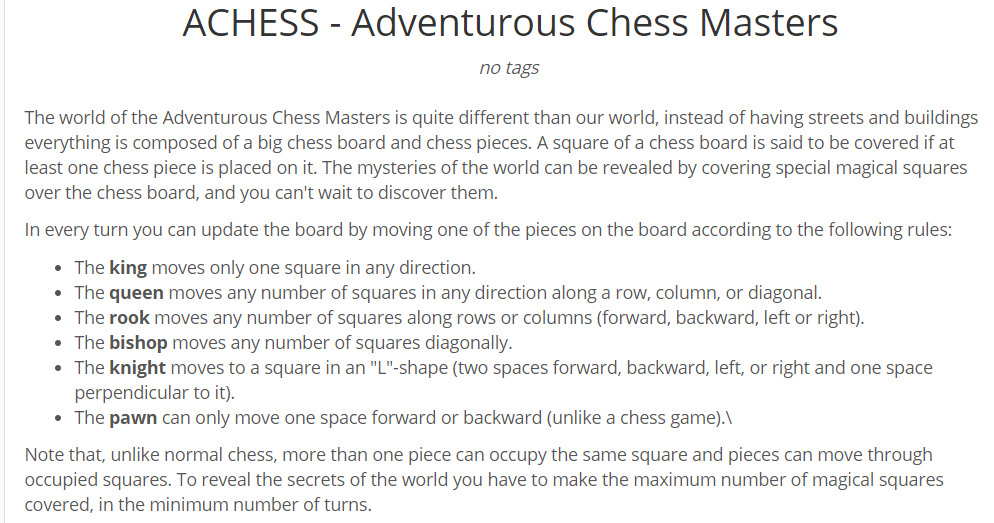 ACHESS - Adventurous Chess Masters
no tags
The world of the Adventurous Chess Masters is quite different than our world, instead of having streets and buildings
everything is composed of a big chess board and chess pieces. A square of a chess board is said to be covered if at
least one chess piece is placed on it. The mysteries of the world can be revealed by covering special magical squares
over the chess board, and you can't wait to discover them.
In every turn you can update the board by moving one of the pieces on the board according to the following rules:
• The king moves only one square in any direction.
• The queen moves any number of squares in any direction along a row, column, or diagonal.
• The rook moves any number of squares along rows or columns (forward, backward, left or right).
• The bishop moves any number of squares diagonally.
• The knight moves to a square in an "L"-shape (two spaces forward, backward, left, or right and one space
perpendicular to it).
• The pawn can only move one space forward or backward (unlike a chess game).\
Note that, unlike normal chess, more than one piece can occupy the same square and pieces can move through
occupied squares. To reveal the secrets of the world you have to make the maximum number of magical squares
covered, in the minimum number of turns.